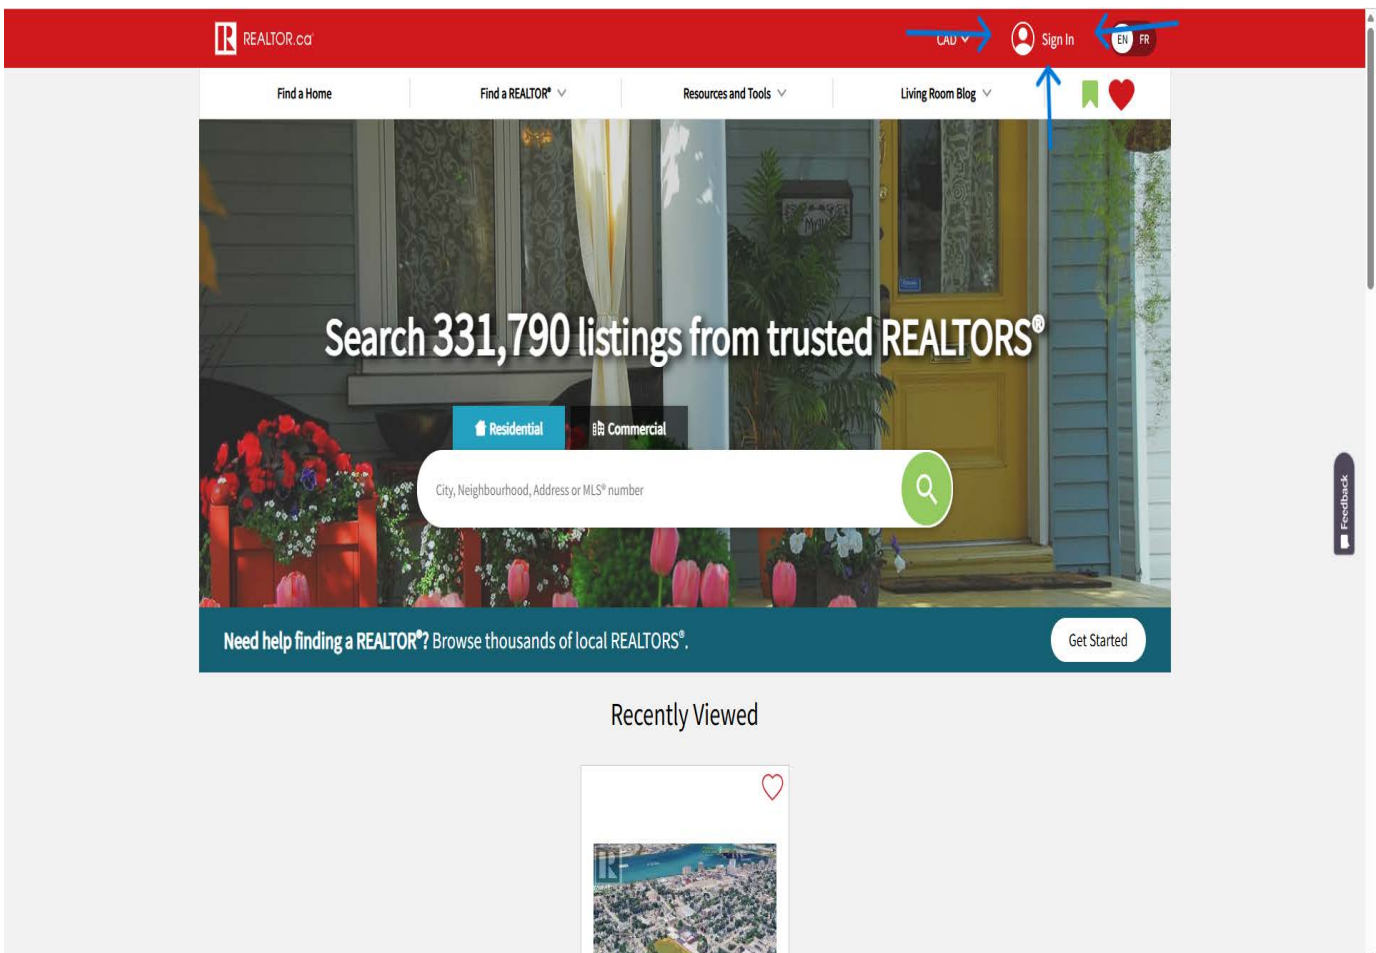 REALTOR.ca
CAD
Sign In
EN FR
Find a Home
Find a REALTOR®
Resources and Tools
Living Room Blog
Search 331,790 listings from trusted REALTORS®
Residential
Commercial
City, Neighbourhood, Address or MLS® number
Feedback
Need help finding a REALTOR®? Browse thousands of local REALTORS®.
Get Started
Recently Viewed